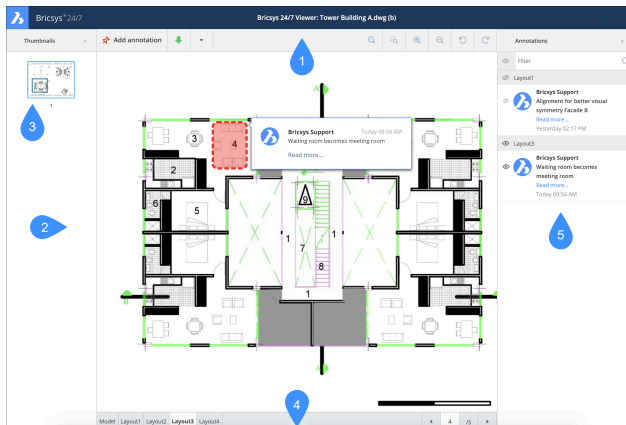 Bricsys® 24/7
Bricsys 24/7 Viewer: Tower Building A.dwg (b)
Thumbnails
Add annotation
Annotations
1
Filter
Layout1
Bricsys Support
Alignment for better visual
symmetry Facade B
Read more...
Yesterday 02:17 PM
Layout3
Bricsys Support
Waiting room becomes
meeting room
Read more...
Today 09:56 AM
1
3
2
5
4
A
3
4
Bricsys Support
Today 09:56 AM
Waiting room becomes meeting room
Read more...
2
6
5
9
1
7
1
8
1
B
A
Model
Layout1
Layout2
Layout3
Layout4
4
/5